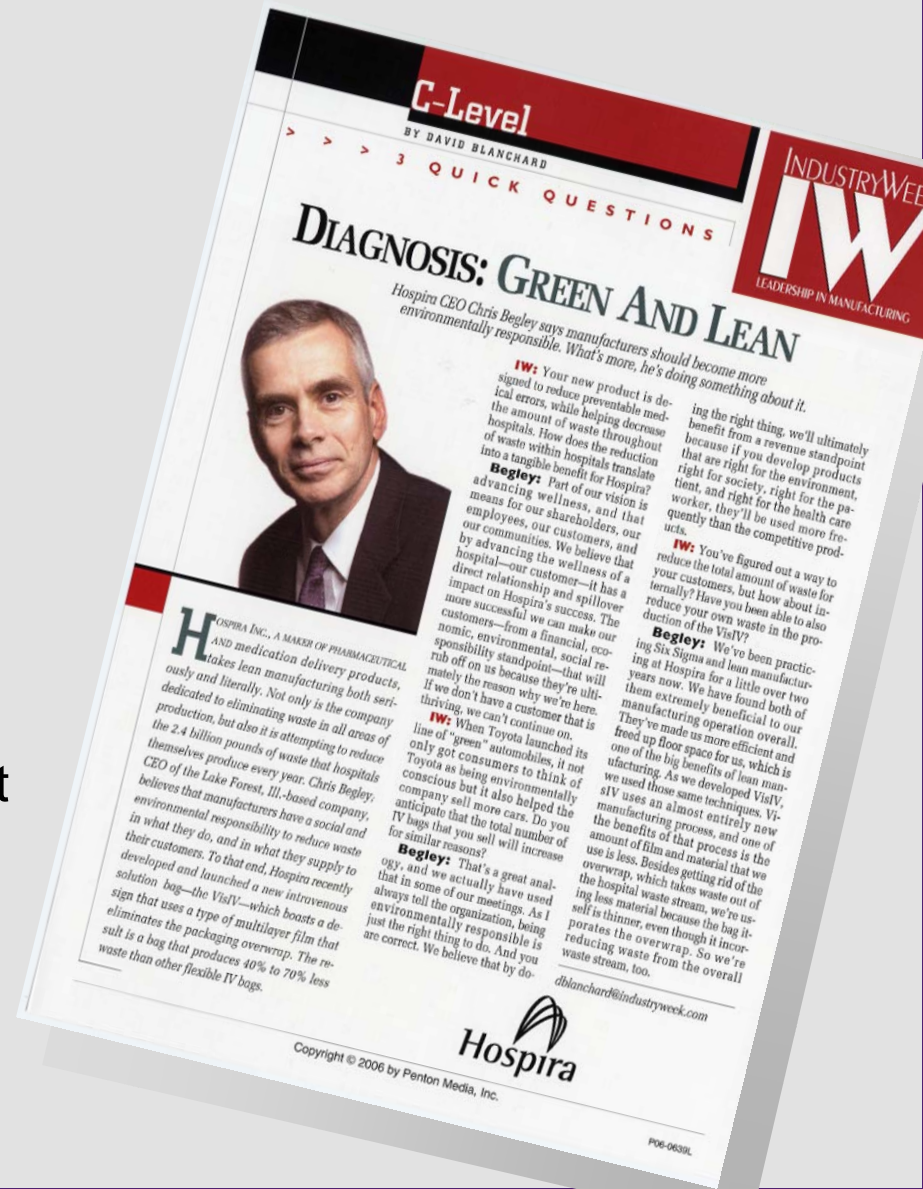 C-Level
BY DAVID BLANCHARD
> > > 3 QUICK QUESTIONS
INDUSTRYWEE
IW
LEADERSHIP IN MANUFACTURING
DIAGNOSIS: GREEN AND LEAN
Hospira CEO Chris Begley says manufacturers should become more
environmentally responsible. What's more, he's doing something about it.
HOSPIRA INC., A MAKER OF PHARMACEUTICAL
AND medication delivery products,
takes lean manufacturing both seri-
ously and literally. Not only is the company
dedicated to eliminating waste in all areas of
production, but also it is attempting to reduce
the 2.4 billion pounds of waste that hospitals
themselves produce every year. Chris Begley,
CEO of the Lake Forest, Ill.-based company,
believes that manufacturers have a social and
environmental responsibility to reduce waste
in what they do, and in what they supply to
their customers. To that end, Hospira recently
developed and launched a new intravenous
solution bag—the VisIV—which boasts a de-
sign that uses a type of multilayer film that
eliminates the packaging overwrap. The re-
sult is a bag that produces 40% to 70% less
waste than other flexible IV bags.
IW: Your new product is de-
signed to reduce preventable med-
ical errors, while helping decrease
the amount of waste throughout
hospitals. How does the reduction
of waste within hospitals translate
into a tangible benefit for Hospira?
Begley: Part of our vision is
advancing wellness, and that
means for our shareholders, our
employees, our customers, and
our communities. We believe that
by advancing the wellness of a
hospital—our customer—it has a
direct relationship and spillover
impact on Hospira's success. The
more successful we can make our
customers—from a financial, eco-
nomic, environmental, social re-
sponsibility standpoint—that will
rub off on us because they're ulti-
mately the reason why we're here.
If we don't have a customer that is
thriving, we can't continue on.
IW: When Toyota launched its
line of "green" automobiles, it not
only got consumers to think of
Toyota as being environmentally
conscious but it also helped the
company sell more cars. Do you
anticipate that the total number of
IV bags that you sell will increase
for similar reasons?
Begley: That's a great anal-
ogy, and we actually have used
that in some of our meetings. As I
always tell the organization, being
environmentally responsible is
just the right thing to do. And you
are correct. We believe that by do-
ing the right thing, we'll ultimately
benefit from a revenue standpoint
because if you develop products
that are right for the environment,
right for society, right for the pa-
tient, and right for the health care
worker, they'll be used more fre-
quently than the competitive prod-
ucts.
IW: You've figured out a way to
reduce the total amount of waste for
your customers, but how about in-
ternally? Have you been able to also
reduce your own waste in the pro-
duction of the VisIV?
Begley: We've been practic-
ing Six Sigma and lean manufactur-
ing at Hospira for a little over two
years now. We have found both of
them extremely beneficial to our
manufacturing operation overall.
They've made us more efficient and
freed up floor space for us, which is
one of the big benefits of lean man-
ufacturing. As we developed VisIV,
we used those same techniques. Vi-
sIV uses an almost entirely new
manufacturing process, and one of
the benefits of that process is the
amount of film and material that we
use is less. Besides getting rid of the
overwrap, which takes waste out of
the hospital waste stream, we're us-
ing less material because the bag it-
self is thinner, even though it incor-
porates the overwrap. So we're
reducing waste from the overall
waste stream, too.
dblanchard@industryweek.com
Hospira
Copyright © 2006 by Penton Media, Inc.
P06-0639L
t